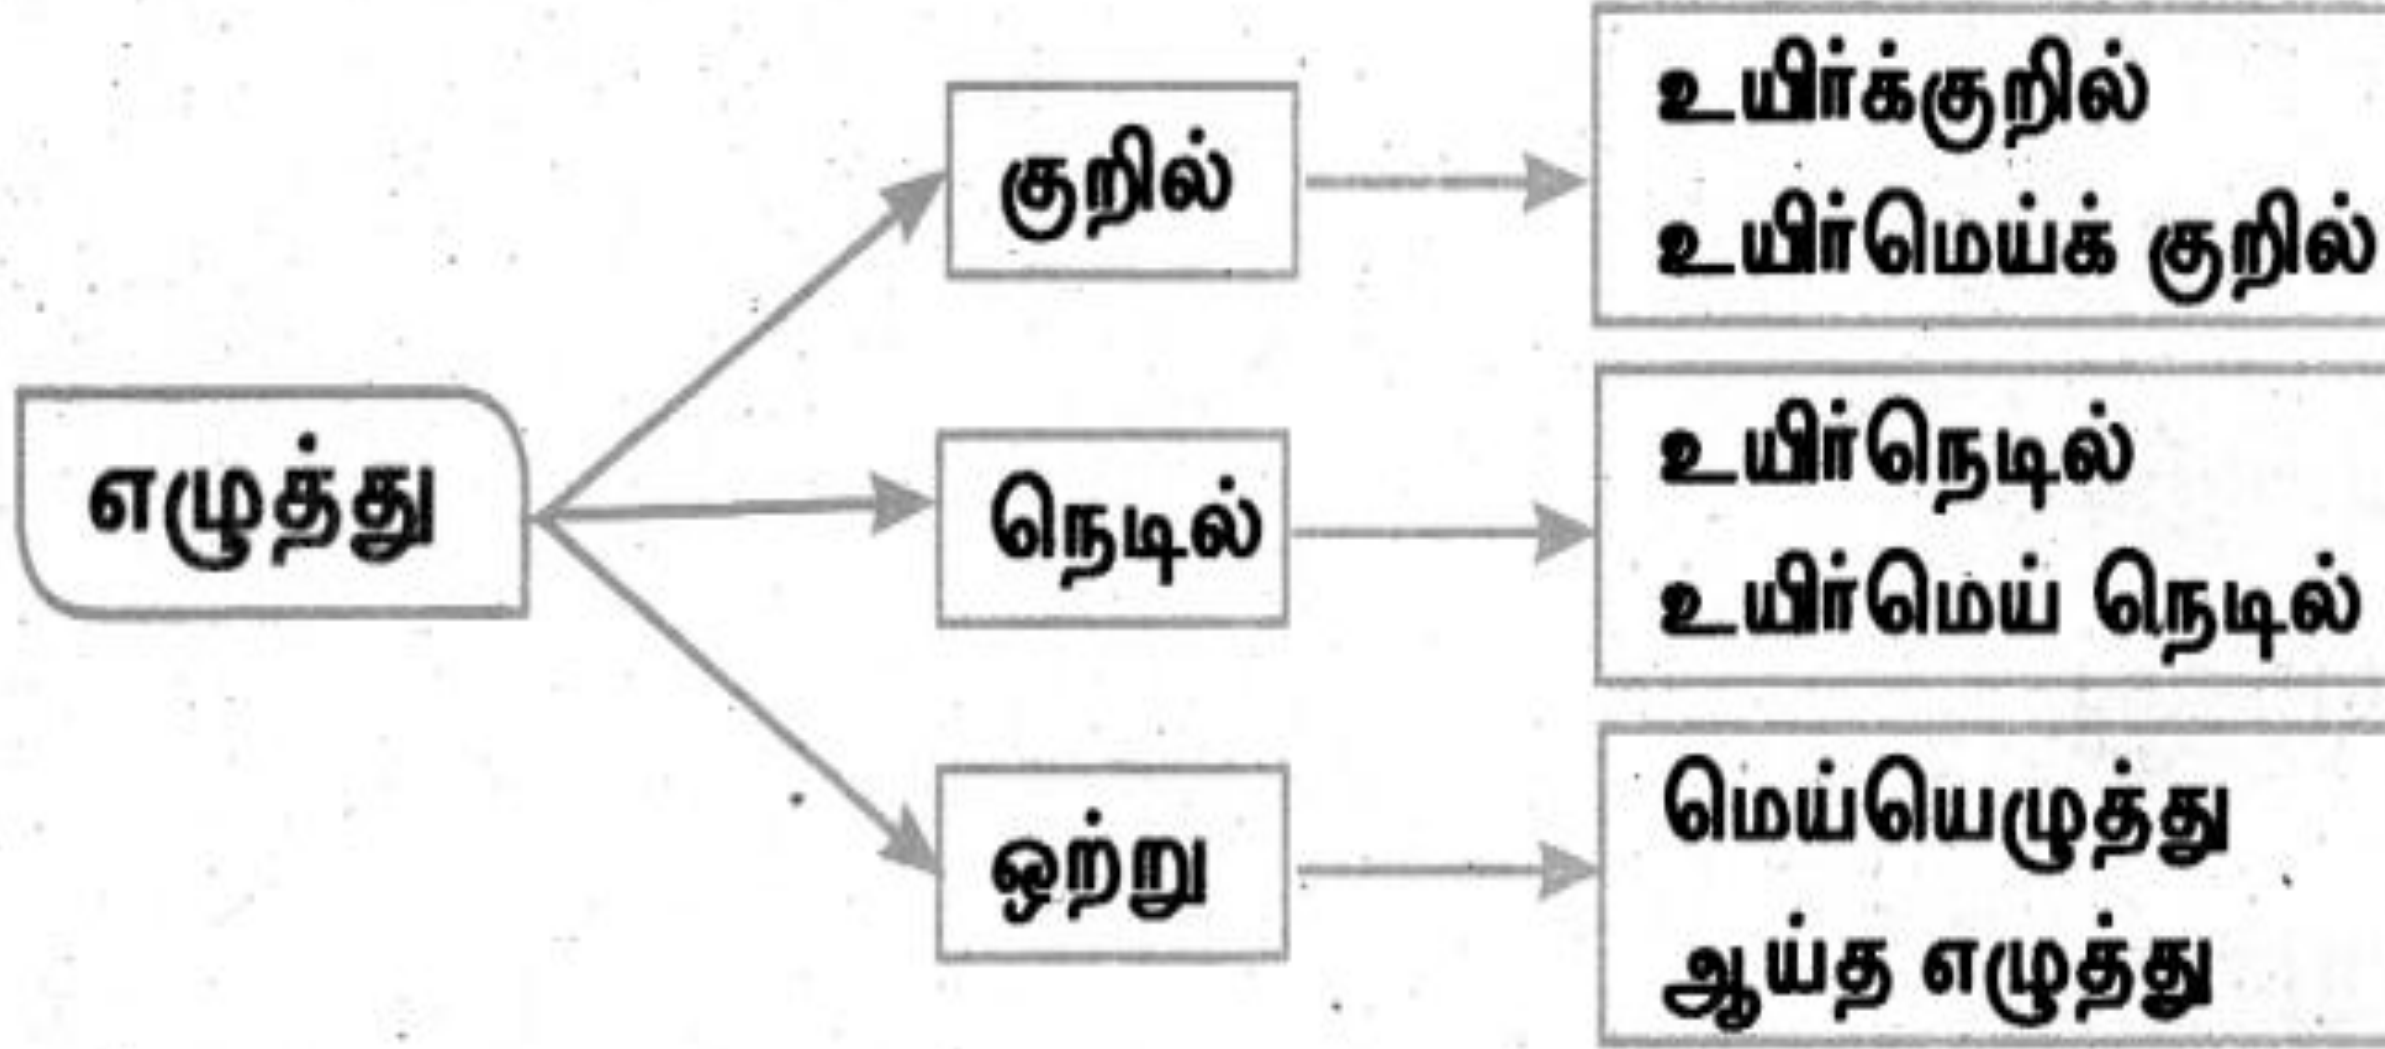 எழுத்து
குறில்
உயிர்க்குறில்
உயிர்மெய்க் குறில்
நெடில்
உயிர்நெடில்
உயிர்மெய் நெடில்
ஒற்று
மெய்யெழுத்து
ஆய்த எழுத்து